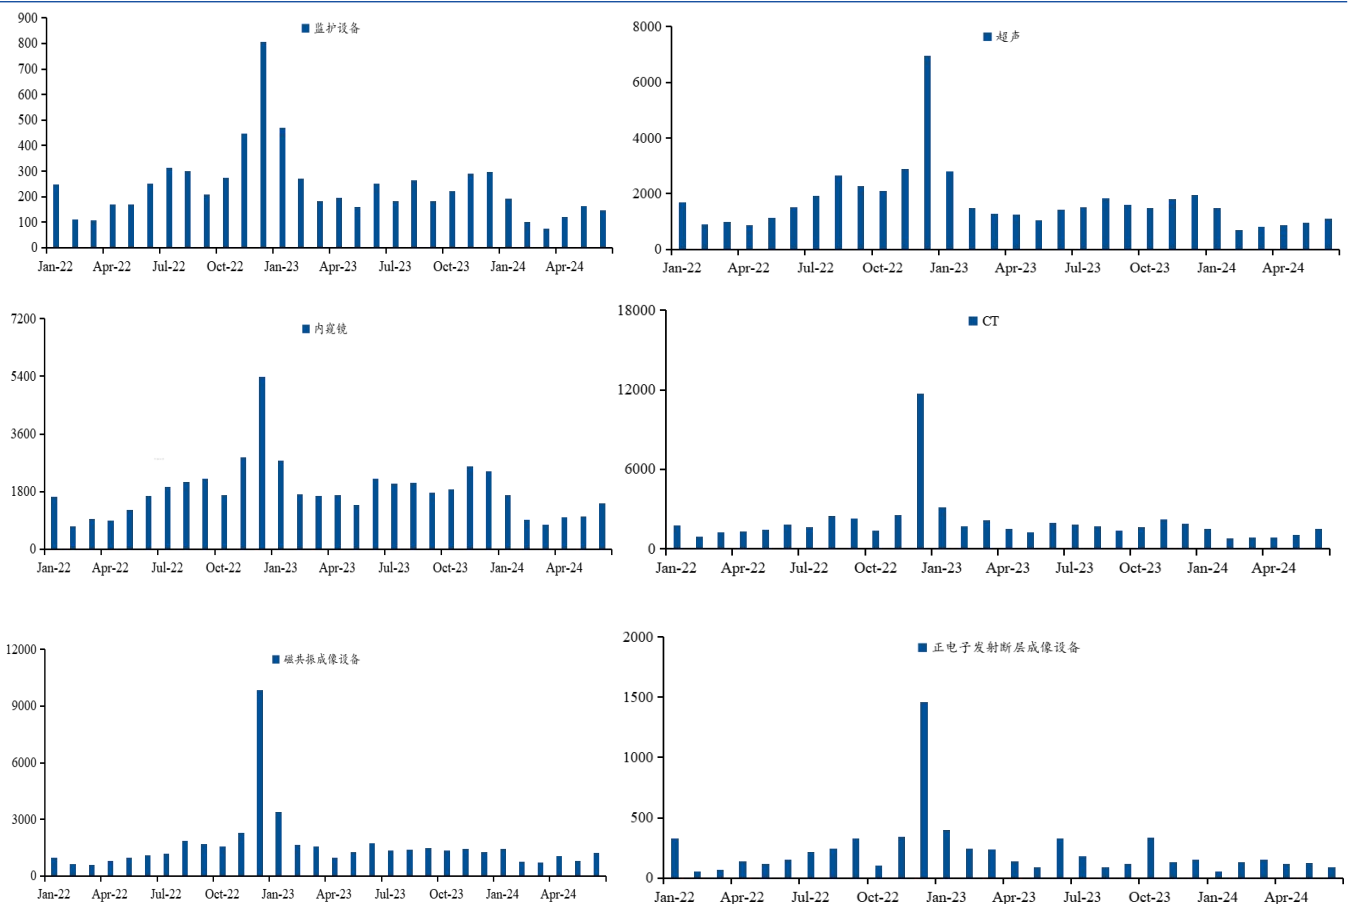 监护设备
900
800
700
600
500
400
300
200
100
0
Jan-22 Apr-22 Jul-22 Oct-22 Jan-23 Apr-23 Jul-23 Oct-23 Jan-24 Apr-24
超声
8000
6000
4000
2000
0
Jan-22 Apr-22 Jul-22 Oct-22 Jan-23 Apr-23 Jul-23 Oct-23 Jan-24 Apr-24
内窥镜
7200
5400
3600
1800
0
Jan-22 Apr-22 Jul-22 Oct-22 Jan-23 Apr-23 Jul-23 Oct-23 Jan-24 Apr-24
CT
18000
12000
6000
0
Jan-22 Apr-22 Jul-22 Oct-22 Jan-23 Apr-23 Jul-23 Oct-23 Jan-24 Apr-24
磁共振成像设备
12000
9000
6000
3000
0
Jan-22 Apr-22 Jul-22 Oct-22 Jan-23 Apr-23 Jul-23 Oct-23 Jan-24 Apr-24
正电子发射断层成像设备
2000
1500
1000
500
0
Jan-22 Apr-22 Jul-22 Oct-22 Jan-23 Apr-23 Jul-23 Oct-23 Jan-24 Apr-24